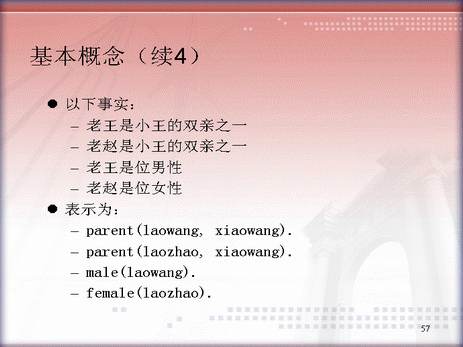 基本概念（续4）
● 以下事实：
– 老王是小王的双亲之一
– 老赵是小王的双亲之一
– 老王是位男性
– 老赵是位女性
● 表示为：
– parent(laowang, xiaowang).
– parent(laozhao, xiaowang).
– male(laowang).
– female(laozhao).
57